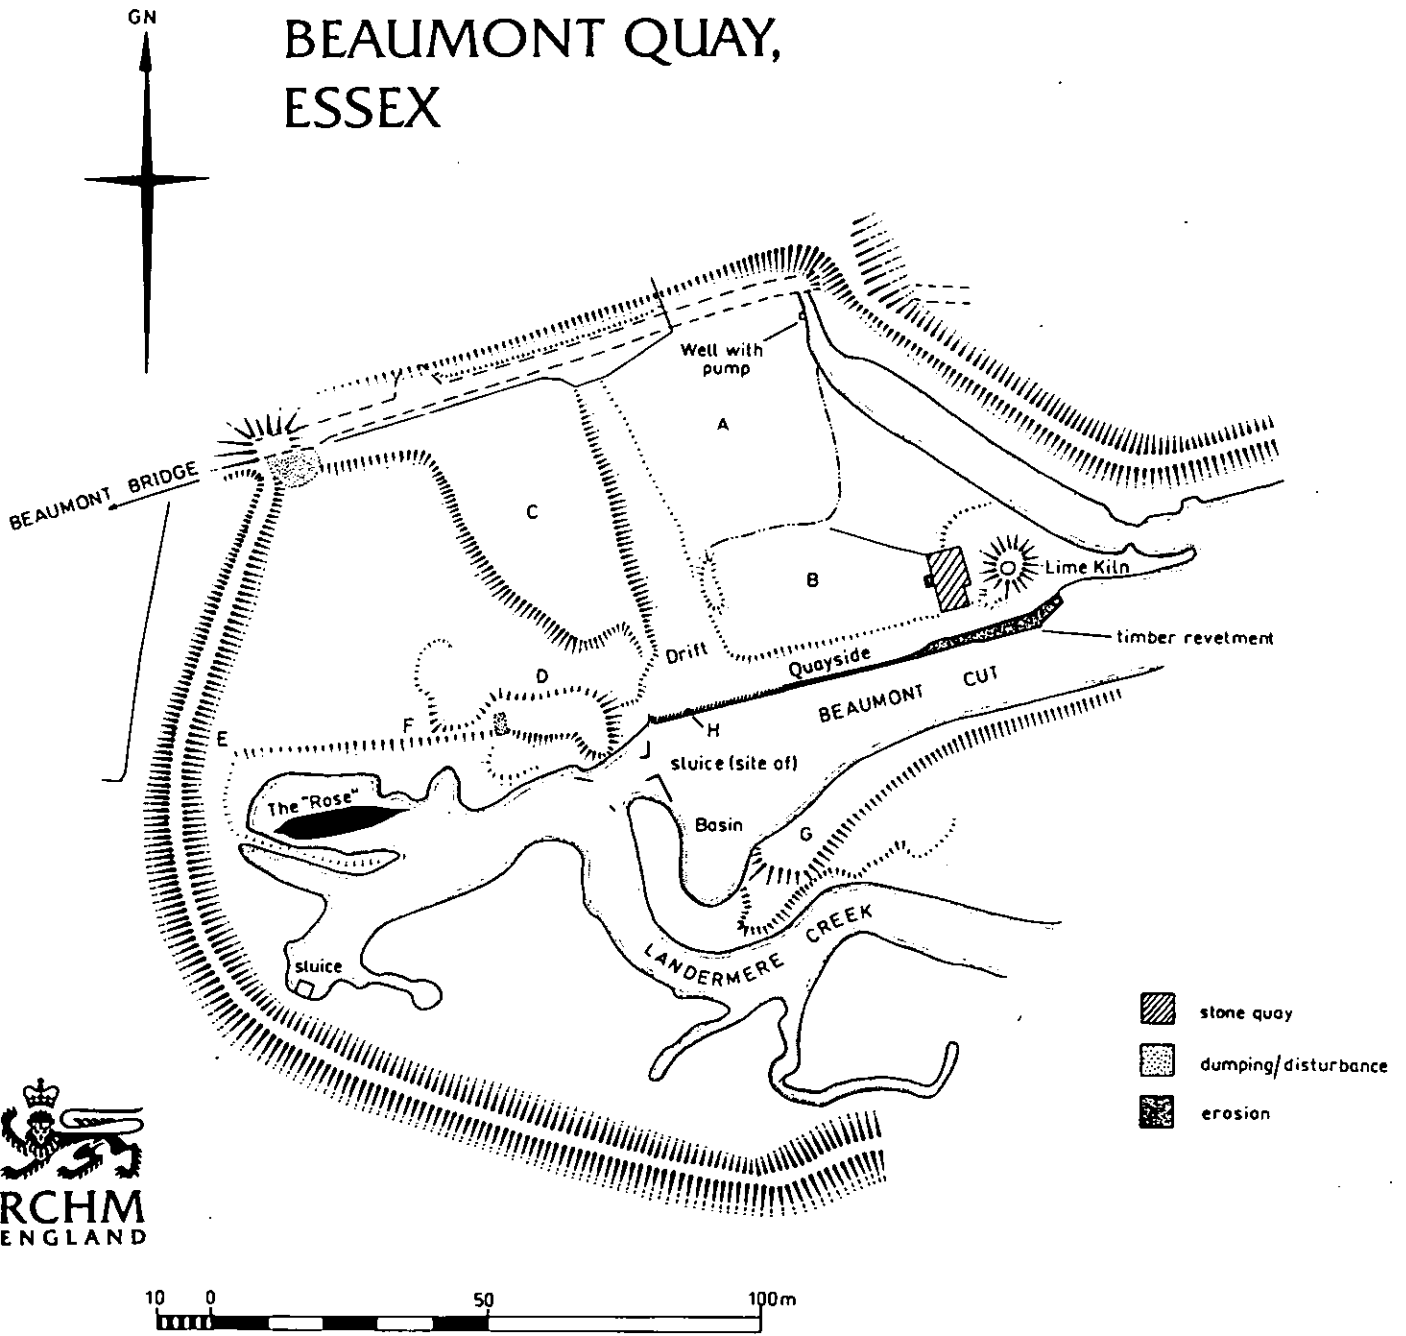 GN
BEAUMONT QUAY,
ESSEX
Well with
pump
A
BEAUMONT BRIDGE
C
B
Lime Kiln
timber revetment
Drift
Quayside
D
BEAUMONT CUT
F
E
H
sluice (site of)
The "Rose"
Basin
G
LANDERMERE CREEK
sluice
stone quay
dumping/disturbance
erosion
RCHM
ENGLAND
10 0 50 100m